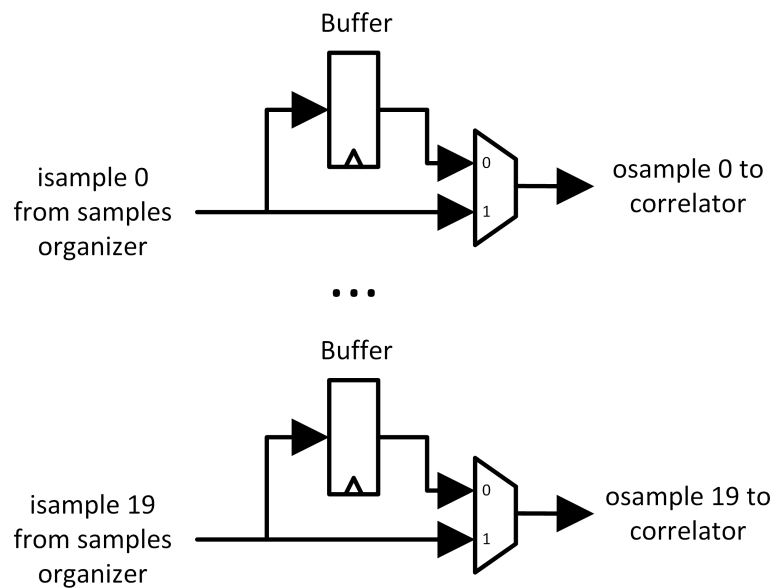 Buffer
isample 0
from samples
organizer
0
1
osample 0 to
correlator
...
Buffer
isample 19
from samples
organizer
0
1
osample 19 to
correlator